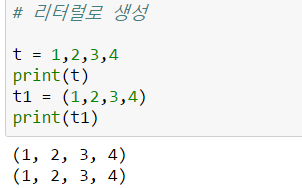 # 리터럴로 생성
t = 1,2,3,4
print(t)
t1 = (1,2,3,4)
print(t1)
(1, 2, 3, 4)
(1, 2, 3, 4)